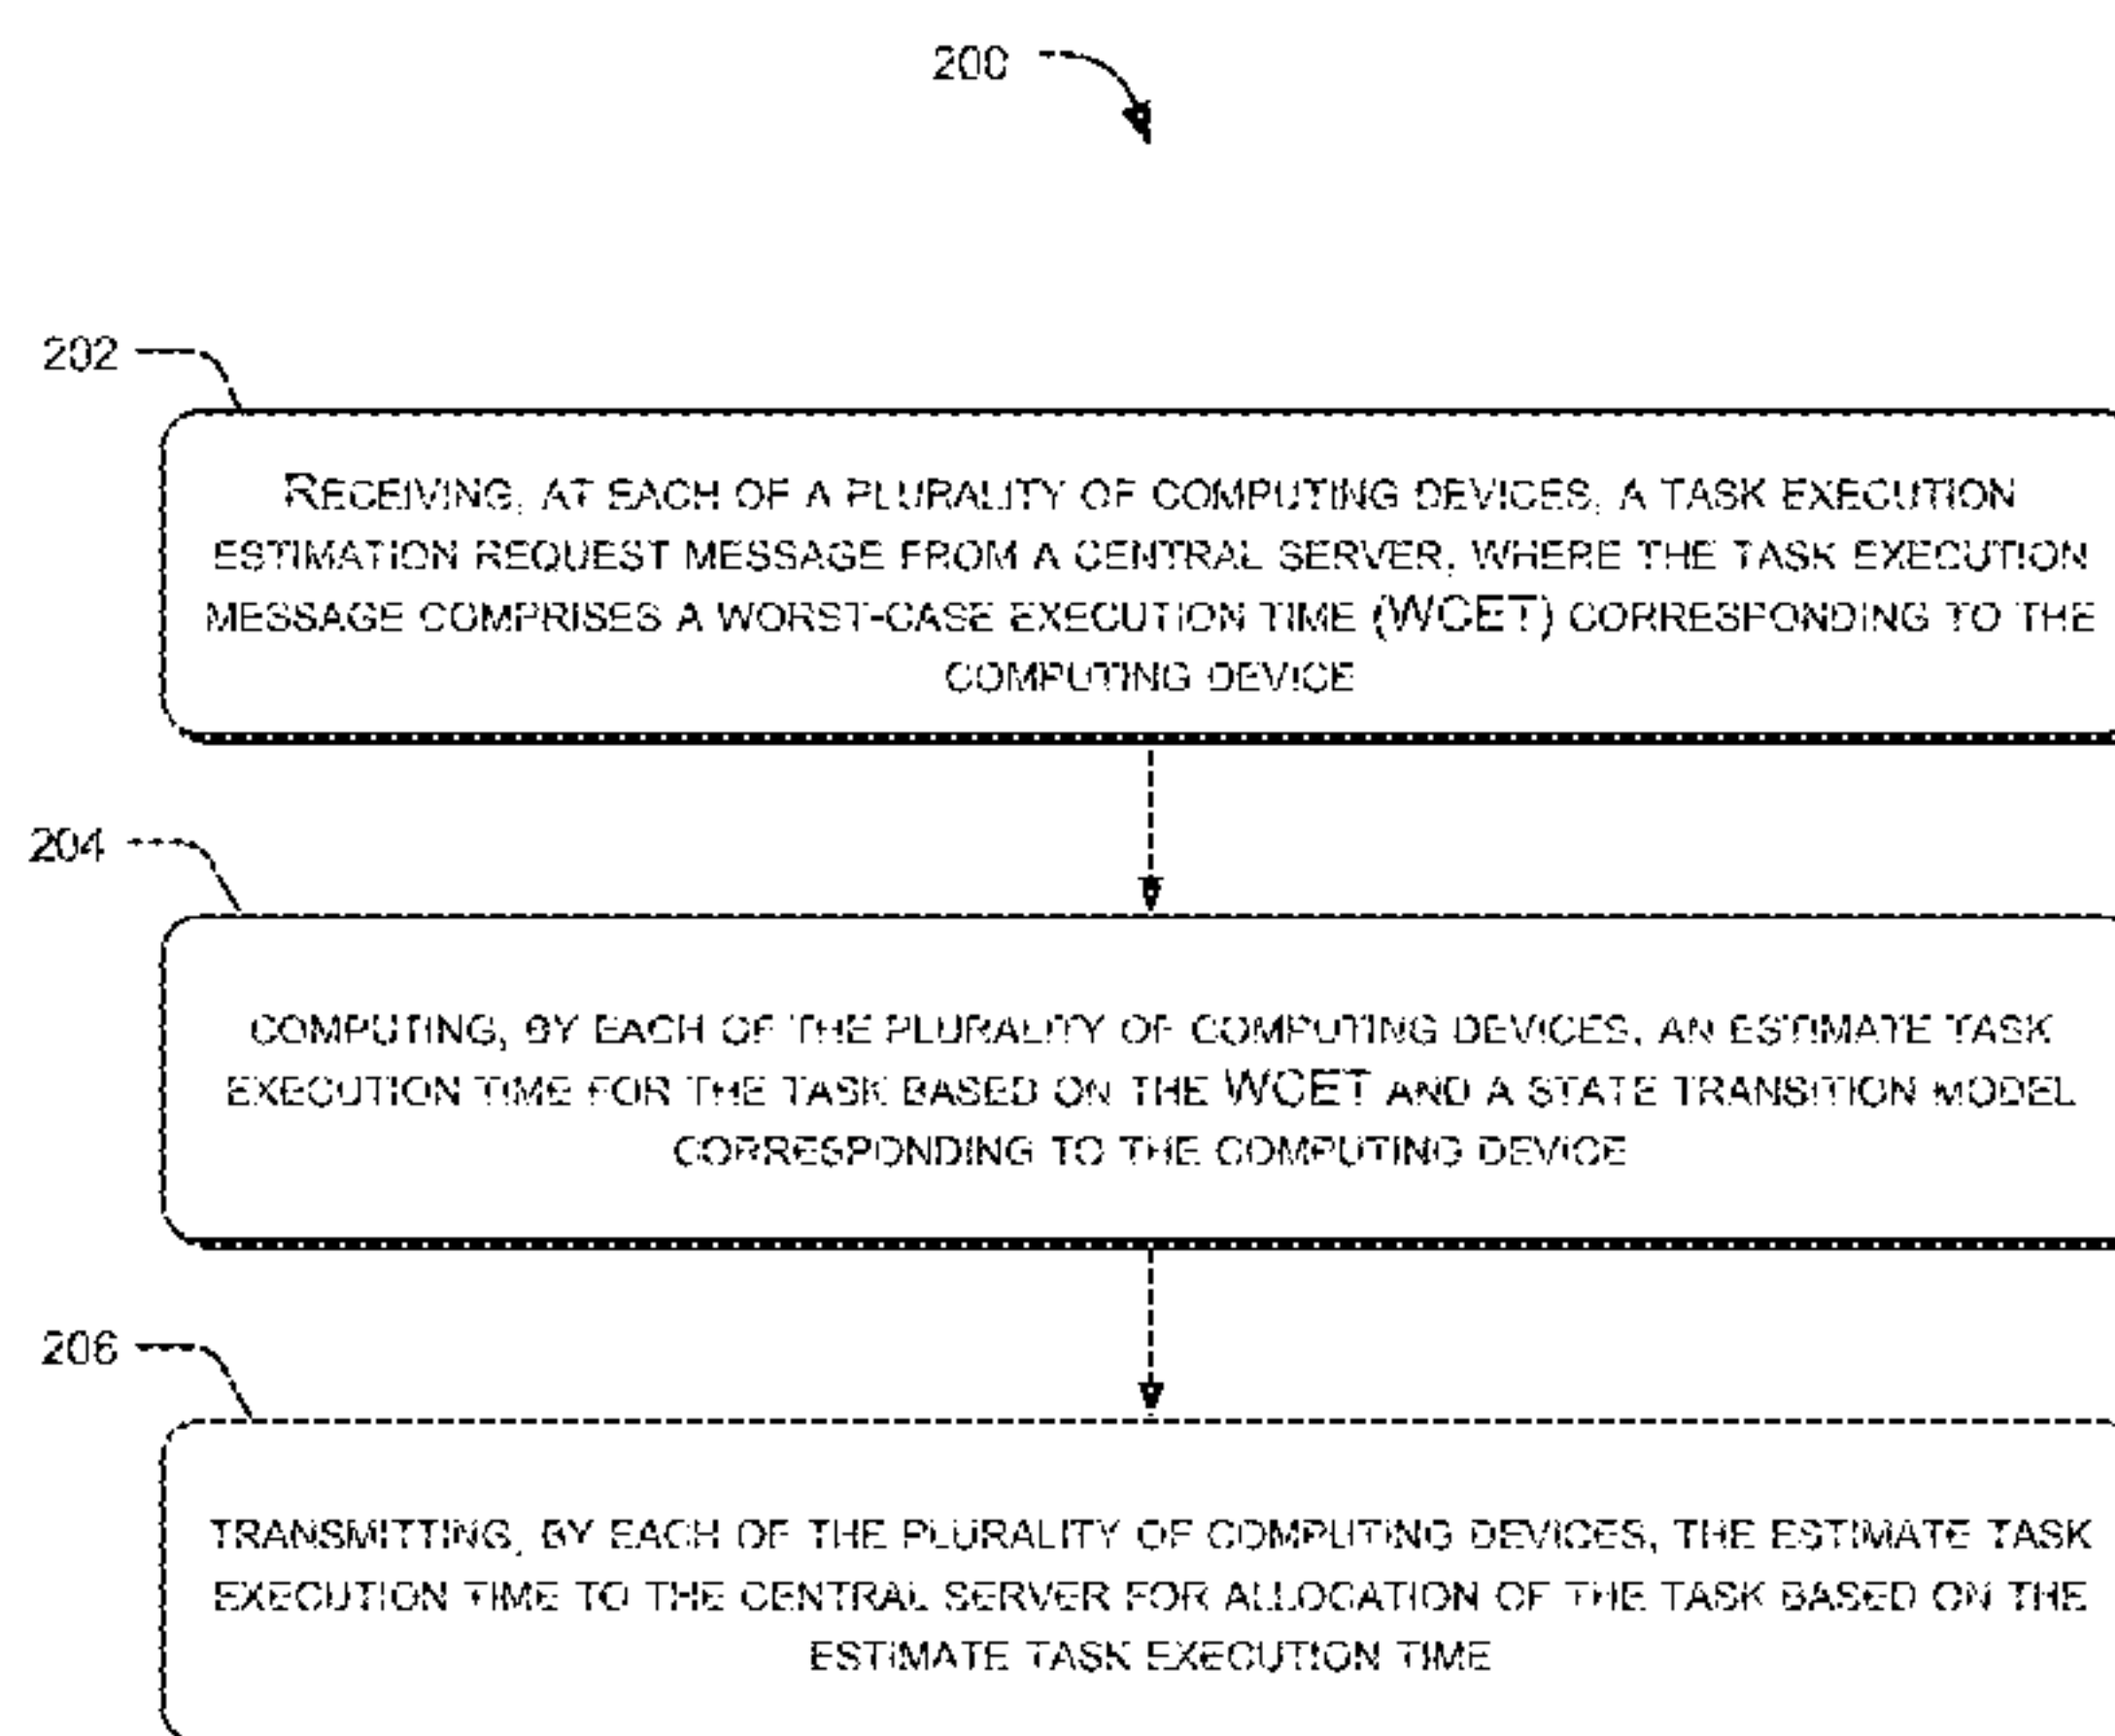 200
202
RECEIVING, AT EACH OF A PLURALITY OF COMPUTING DEVICES, A TASK EXECUTION
ESTIMATION REQUEST MESSAGE FROM A CENTRAL SERVER, WHERE THE TASK EXECUTION
MESSAGE COMPRISES A WORST-CASE EXECUTION TIME (WCET) CORRESPONDING TO THE
COMPUTING DEVICE
204
COMPUTING, BY EACH OF THE PLURALITY OF COMPUTING DEVICES, AN ESTIMATE TASK
EXECUTION TIME FOR THE TASK BASED ON THE WCET AND A STATE TRANSITION MODEL
CORRESPONDING TO THE COMPUTING DEVICE
206
TRANSMITTING, BY EACH OF THE PLURALITY OF COMPUTING DEVICES, THE ESTIMATE TASK
EXECUTION TIME TO THE CENTRAL SERVER FOR ALLOCATION OF THE TASK BASED ON THE
ESTIMATE TASK EXECUTION TIME